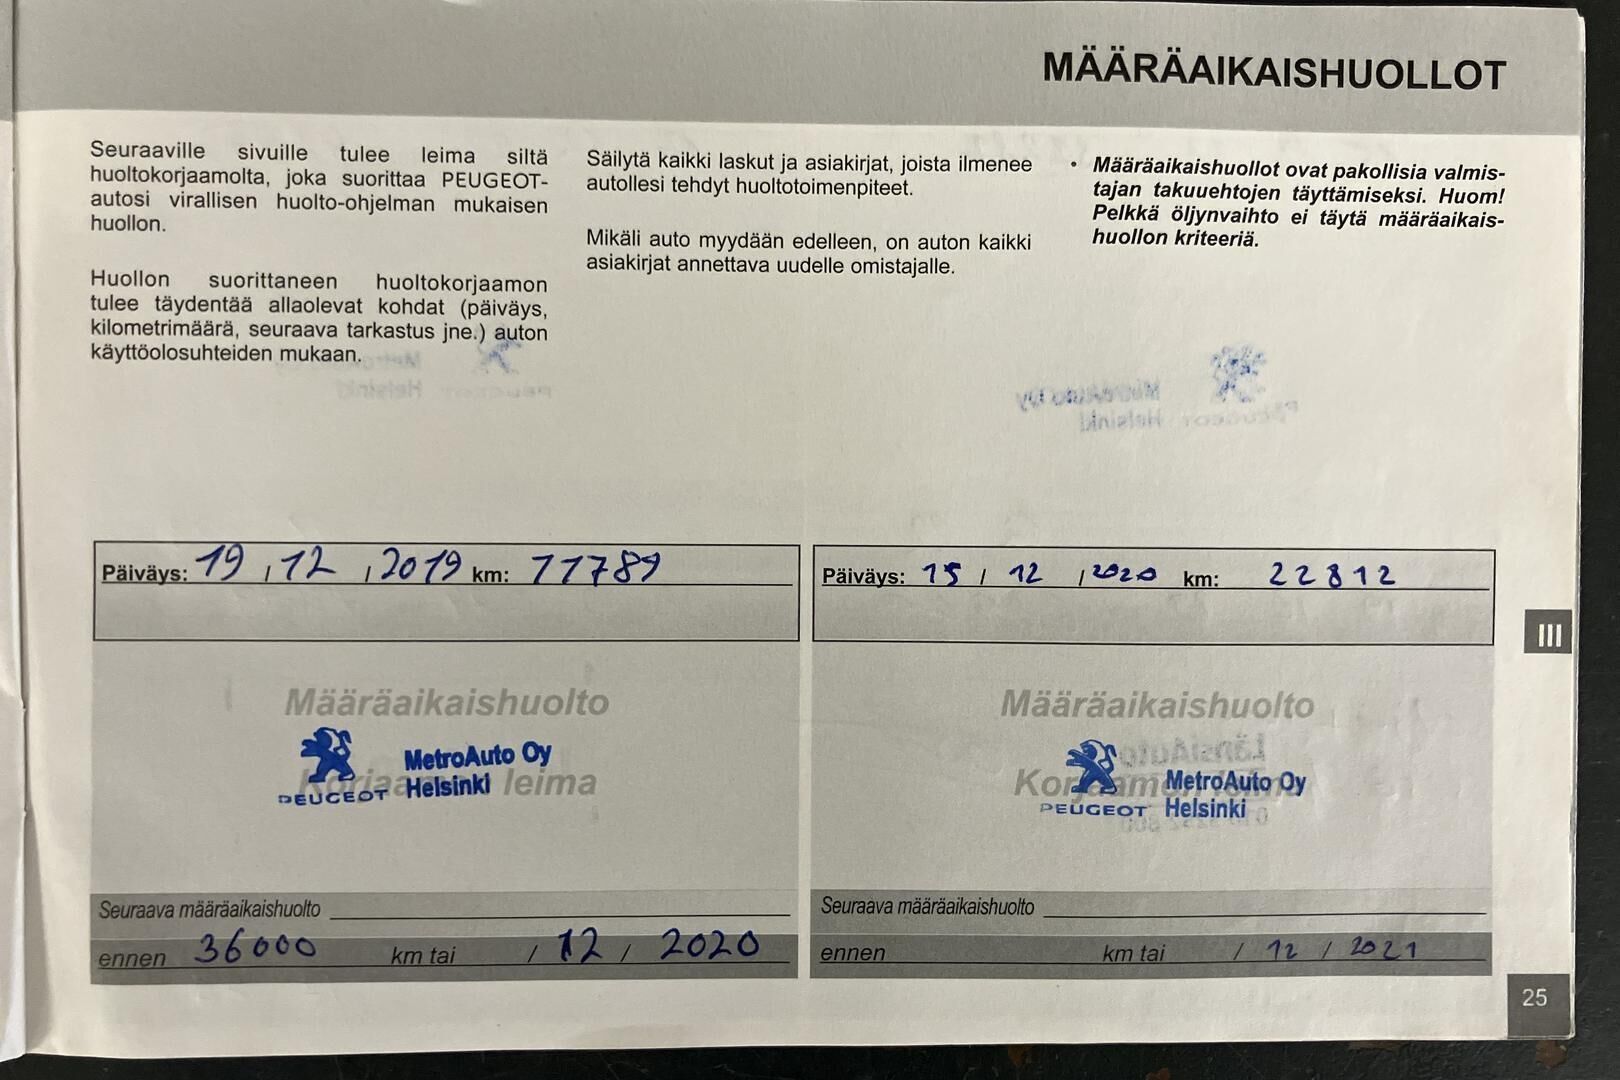 MÄÄRÄAIKAISHUOLLOT
Seuraaville sivuille tulee leima siltä
huoltokorjaamolta, joka suorittaa PEUGEOT-
autosi virallisen huolto-ohjelman mukaisen
huollon.
Huollon suorittaneen huoltokorjaamon
tulee täydentää allaolevat kohdat (päiväys,
kilometrimäärä, seuraava tarkastus jne.) auton
käyttöolosuhteiden mukaan.
Säilytä kaikki laskut ja asiakirjat, joista ilmenee
autollesi tehdyt huoltotoimenpiteet.
Mikäli auto myydään edelleen, on auton kaikki
asiakirjat annettava uudelle omistajalle.
• Määräaikaishuollot ovat pakollisia valmis-
tajan takuuehtojen täyttämiseksi. Huom!
Pelkkä öljynvaihto ei täytä määräaikais-
huollon kriteeriä.
Päiväys: 19 / 12 / 2019 km: 11789
Määräaikaishuolto
Korjaamon leima
PEUGEOT
MetroAuto Oy
Helsinki
Seuraava määräaikaishuolto
ennen 36000 km tai / 12 / 2020
Päiväys: 15 / 12 / 2020 km: 22812
Määräaikaishuolto
Korjaamon leima
PEUGEOT
MetroAuto Oy
Helsinki
Seuraava määräaikaishuolto
ennen km tai / 12 / 2021
III
25